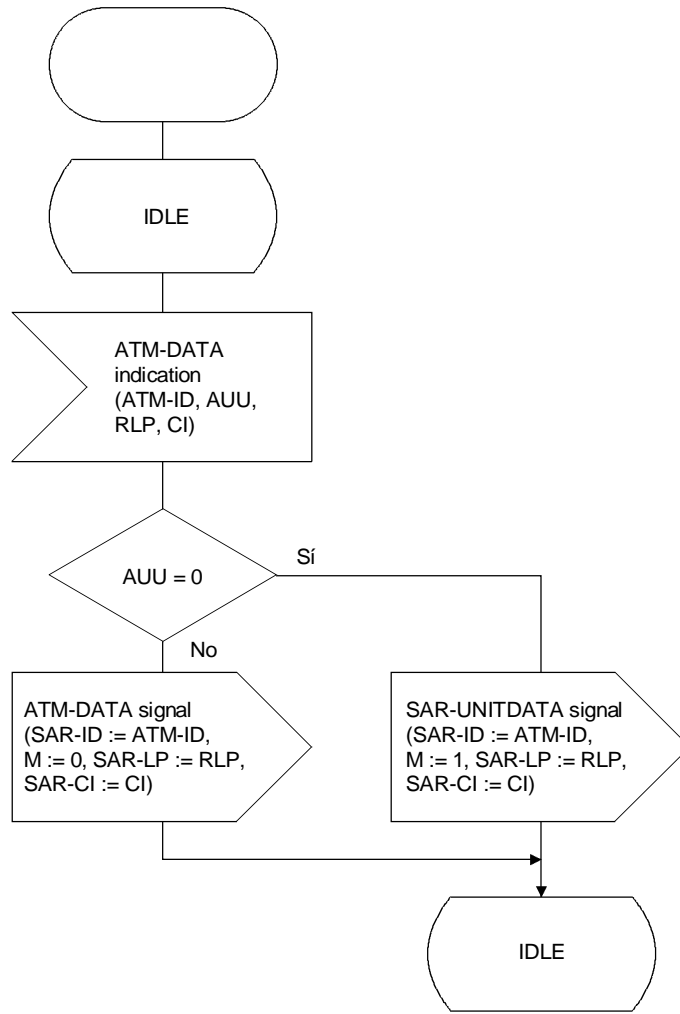 IDLE
ATM-DATA
indication
(ATM-ID, AUU,
RLP, CI)
AUU = 0
Sí
No
ATM-DATA signal
(SAR-ID := ATM-ID,
M := 0, SAR-LP := RLP,
SAR-CI := CI)
SAR-UNITDATA signal
(SAR-ID := ATM-ID,
M := 1, SAR-LP := RLP,
SAR-CI := CI)
IDLE